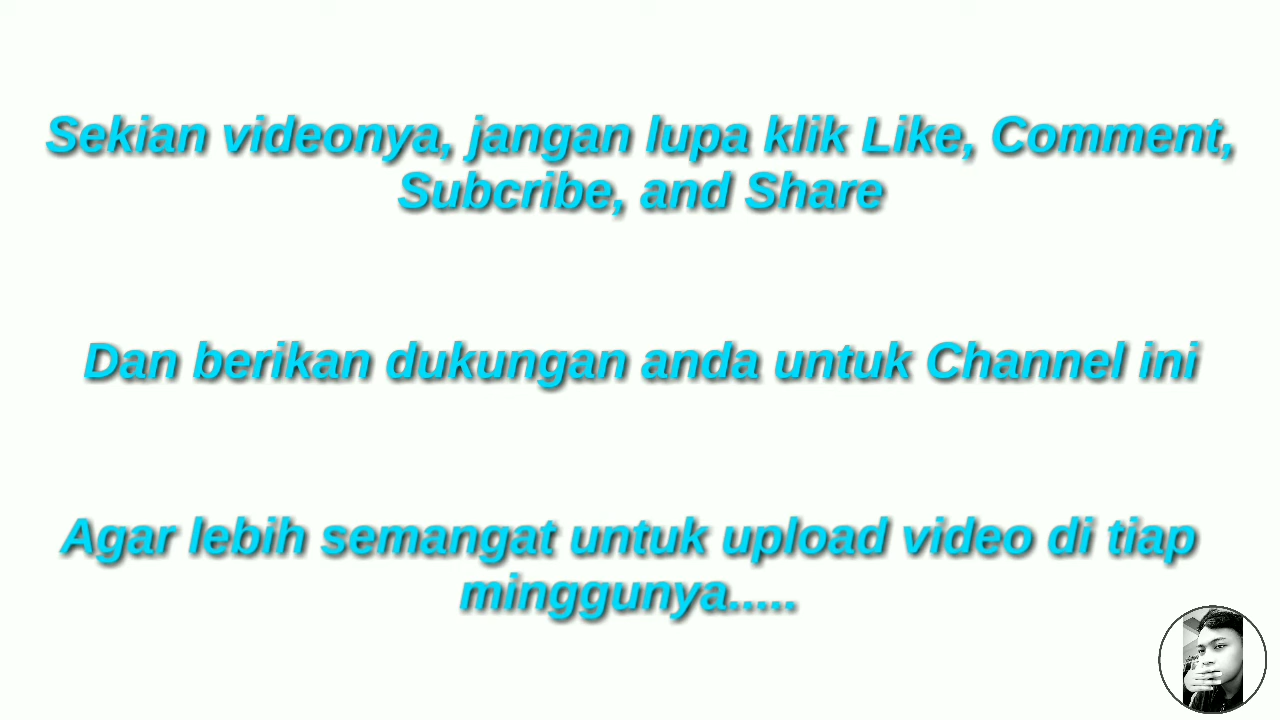 Sekian videonya, jangan lupa klik Like, Comment,
Subcribe, and Share
Dan berikan dukungan anda untuk Channel ini
Agar lebih semangat untuk upload video di tiap
minggunya.....